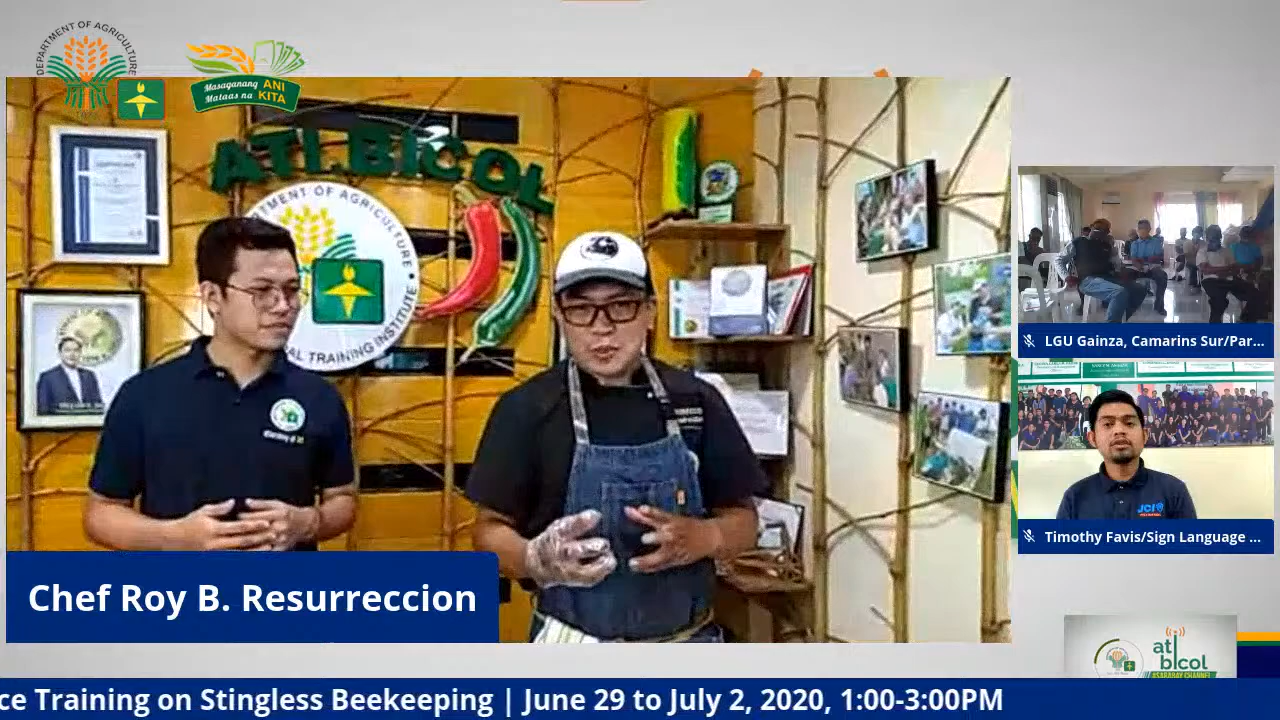 DEPARTMENT OF AGRICULTURE
Masaganang ANI
Mataas na KITA
ATI.BICOL
DEPARTMENT OF AGRICULTURE
AL TRAINING INSTITUTE
LGU Gainza, Camarins Sur/Par...
JCI
Timothy Favis/Sign Language ...
Chef Roy B. Resurreccion
ati
bicol
ce Training on Stingless Beekeeping | June 29 to July 2, 2020, 1:00-3:00PM